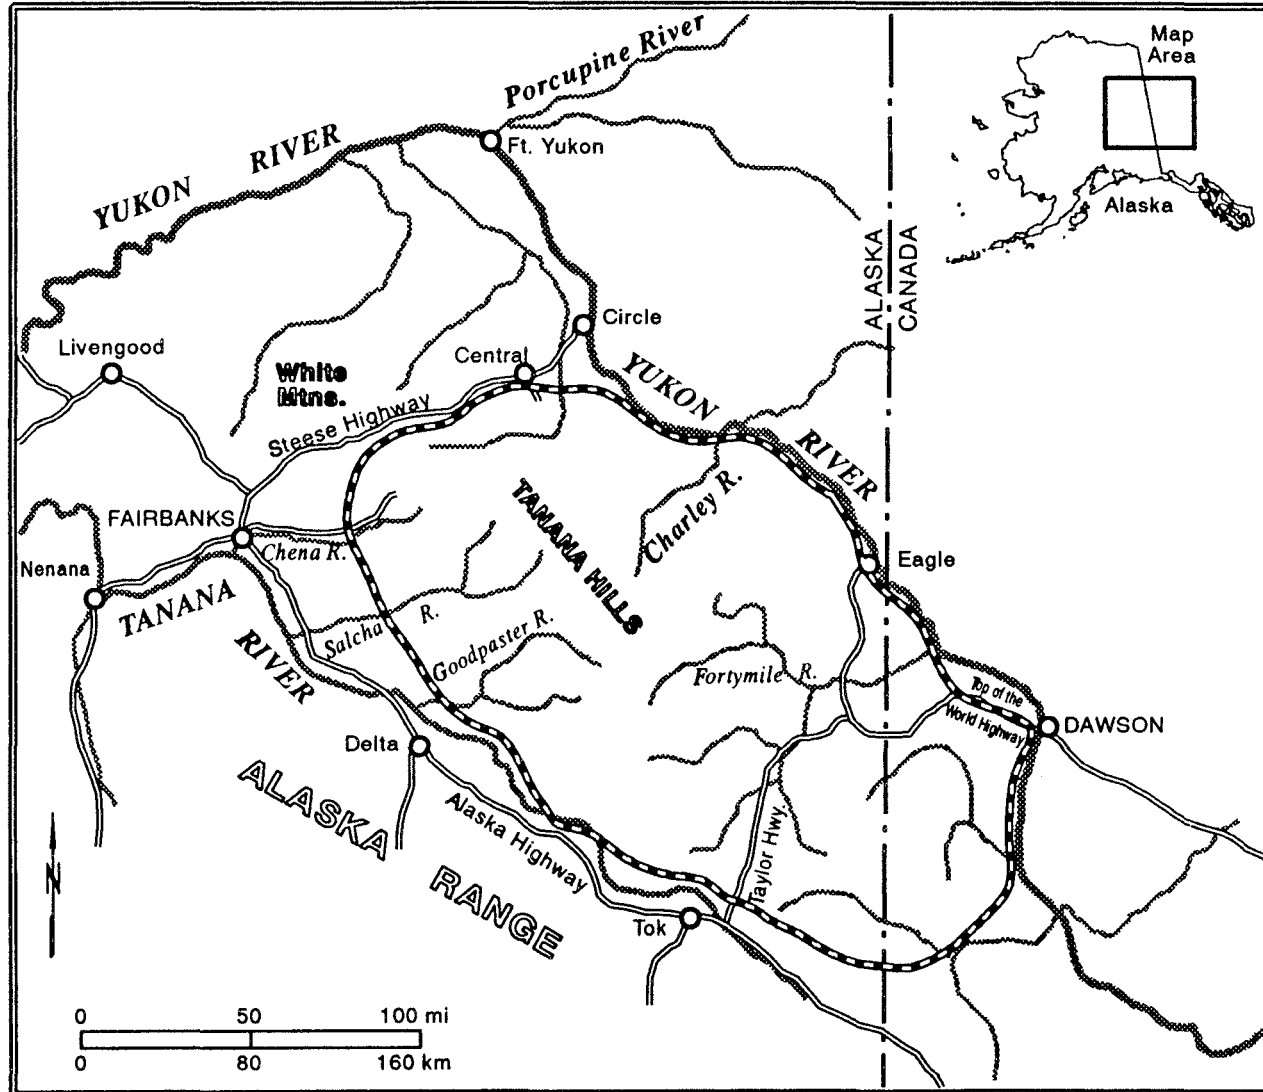 Porcupine River
Map
Area
YUKON RIVER
Ft. Yukon
Alaska
ALASKA
CANADA
Livengood
Circle
Central
White
Mtns.
YUKON RIVER
Steese Highway
FAIRBANKS
Chena R.
TANANA HILLS
Charley R.
Eagle
Nenana
TANANA RIVER
Salcha R.
Goodpaster R.
Fortymile R.
Top of the
World Highway
DAWSON
Delta
ALASKA RANGE
Alaska Highway
Taylor Hwy.
Tok
N
0 50 100 mi
0 80 160 km